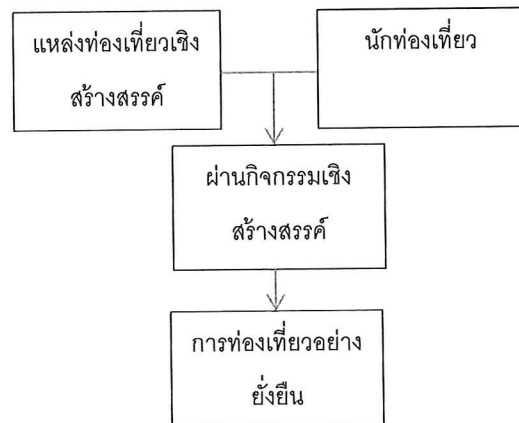 แหล่งท่องเที่ยวเชิง
สร้างสรรค์
นักท่องเที่ยว
ผ่านกิจกรรมเชิง
สร้างสรรค์
การท่องเที่ยวอย่าง
ยั่งยืน